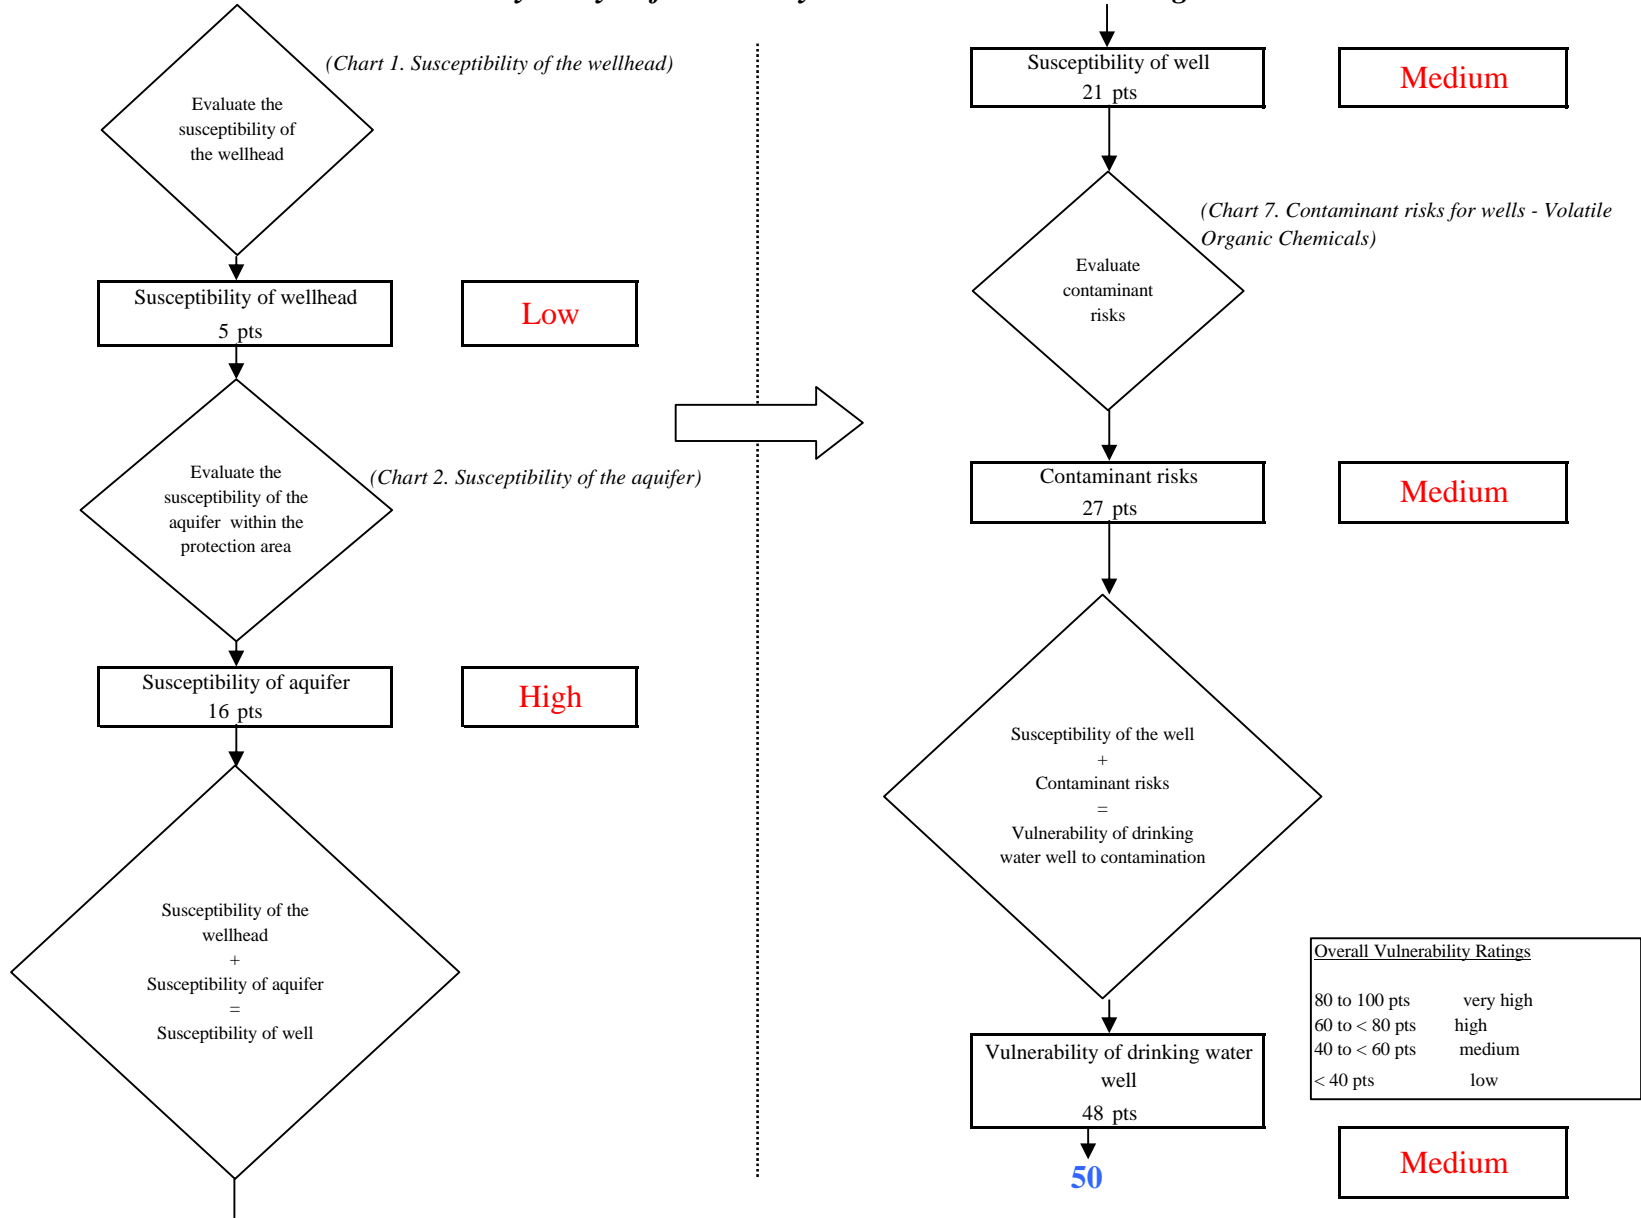 (Chart 1. Susceptibility of the wellhead)
Evaluate the
susceptibility of
the wellhead
Susceptibility of wellhead
5 pts
Low
Evaluate the
susceptibility of the
aquifer within the
protection area
(Chart 2. Susceptibility of the aquifer)
Susceptibility of aquifer
16 pts
High
Susceptibility of the
wellhead
+
Susceptibility of aquifer
=
Susceptibility of well
Susceptibility of well
21 pts
Medium
(Chart 7. Contaminant risks for wells - Volatile
Organic Chemicals)
Evaluate
contaminant
risks
Contaminant risks
27 pts
Medium
Susceptibility of the well
+
Contaminant risks
=
Vulnerability of drinking
water well to contamination
Overall Vulnerability Ratings
80 to 100 pts very high
60 to < 80 pts high
40 to < 60 pts medium
< 40 pts low
Vulnerability of drinking water
well
48 pts
50
Medium